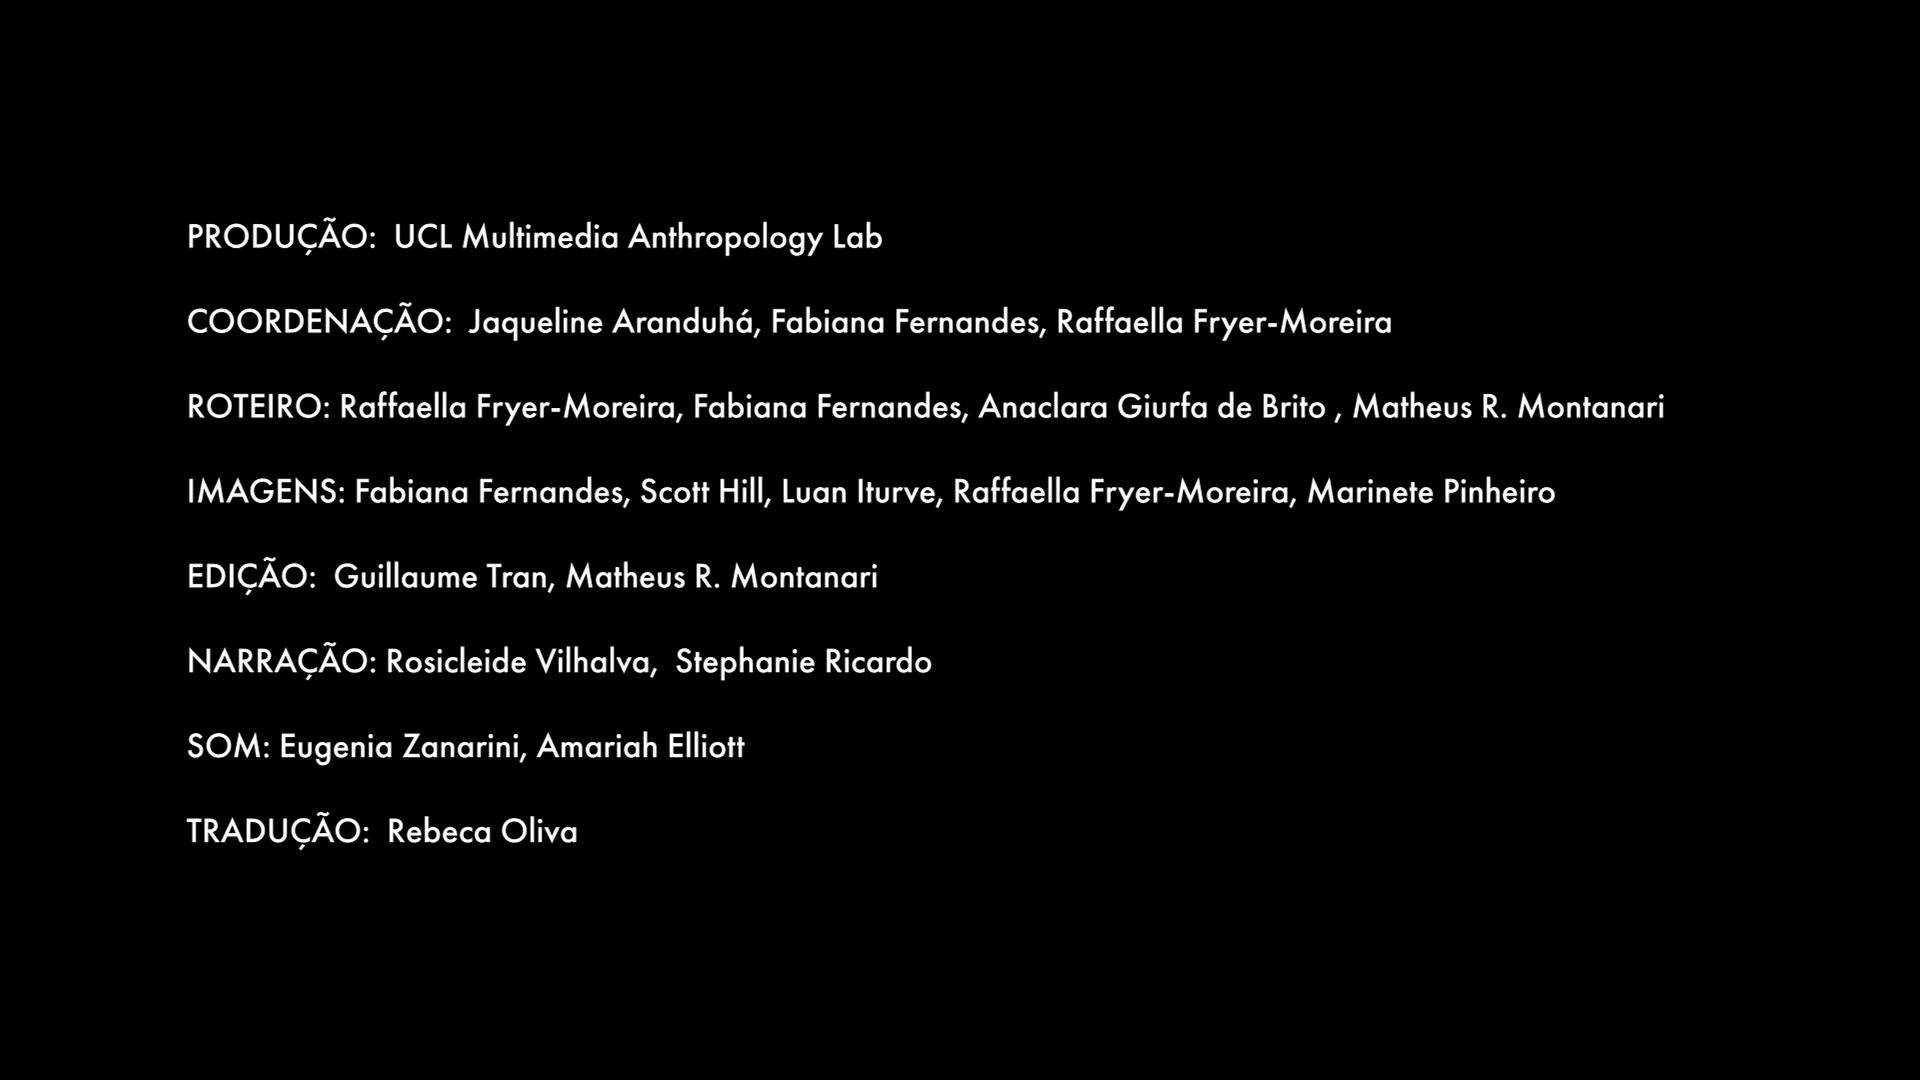 PRODUÇÃO:  UCL Multimedia Anthropology Lab
COORDENAÇÃO:  Jaqueline Aranduhá, Fabiana Fernandes, Raffaella Fryer-Moreira
ROTEIRO: Raffaella Fryer-Moreira, Fabiana Fernandes, Anaclara Giurfa de Brito , Matheus R. Montanari
IMAGENS: Fabiana Fernandes, Scott Hill, Luan Iturve, Raffaella Fryer-Moreira, Marinete Pinheiro
EDIÇÃO:  Guillaume Tran, Matheus R. Montanari
NARRAÇÃO: Rosicleide Vilhalva,  Stephanie Ricardo
SOM: Eugenia Zanarini, Amariah Elliott
TRADUÇÃO:  Rebeca Oliva